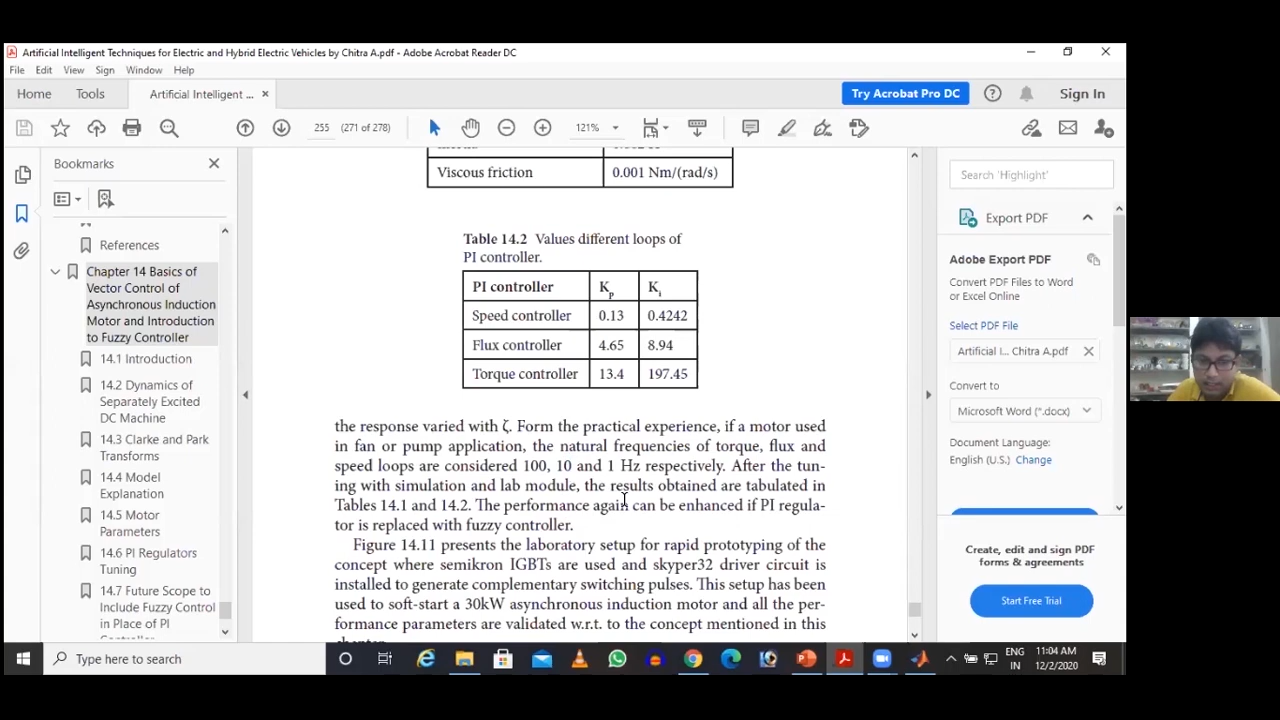 Artificial Intelligent Techniques for Electric and Hybrid Electric Vehicles by Chitra A.pdf - Adobe Acrobat Reader DC
File Edit View Sign Window Help
Home Tools Artificial Intelligent ... × Try Acrobat Pro DC Sign In
255 (271 of 278) 121%
Bookmarks
References
Chapter 14 Basics of
Vector Control of
Asynchronous Induction
Motor and Introduction
to Fuzzy Controller
14.1 Introduction
14.2 Dynamics of
Separately Excited
DC Machine
14.3 Clarke and Park
Transforms
14.4 Model
Explanation
14.5 Motor
Parameters
14.6 PI Regulators
Tuning
14.7 Future Scope to
Include Fuzzy Control
in Place of PI
Viscous friction 0.001 Nm/(rad/s)
Table 14.2 Values different loops of
PI controller.
PI controller Kp Ki
Speed controller 0.13 0.4242
Flux controller 4.65 8.94
Torque controller 13.4 197.45
the response varied with ζ. Form the practical experience, if a motor used
in fan or pump application, the natural frequencies of torque, flux and
speed loops are considered 100, 10 and 1 Hz respectively. After the tun-
ing with simulation and lab module, the results obtained are tabulated in
Tables 14.1 and 14.2. The performance again can be enhanced if PI regula-
tor is replaced with fuzzy controller.
Figure 14.11 presents the laboratory setup for rapid prototyping of the
concept where semikron IGBTs are used and skyper32 driver circuit is
installed to generate complementary switching pulses. This setup has been
used to soft-start a 30kW asynchronous induction motor and all the per-
formance parameters are validated w.r.t. to the concept mentioned in this
Search 'Highlight'
Export PDF
Adobe Export PDF
Convert PDF Files to Word
or Excel Online
Select PDF File
Artificial I... Chitra A.pdf ×
Convert to
Microsoft Word (*.docx)
Document Language:
English (U.S.) Change
Create, edit and sign PDF
forms & agreements
Start Free Trial
Type here to search
ENG
IN
11:04 AM
12/2/2020